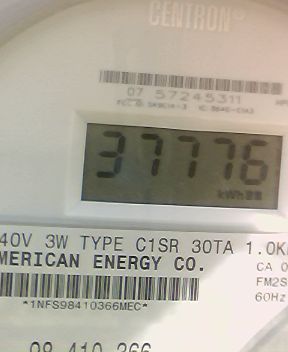 CENTRON®
07 57245311
37776
kWh
40V 3W TYPE C1SR 30TA 1.0K
MERICAN ENERGY CO.
CA 0
FM2S
60Hz
*1NFS98410366MEC*
98 410 366